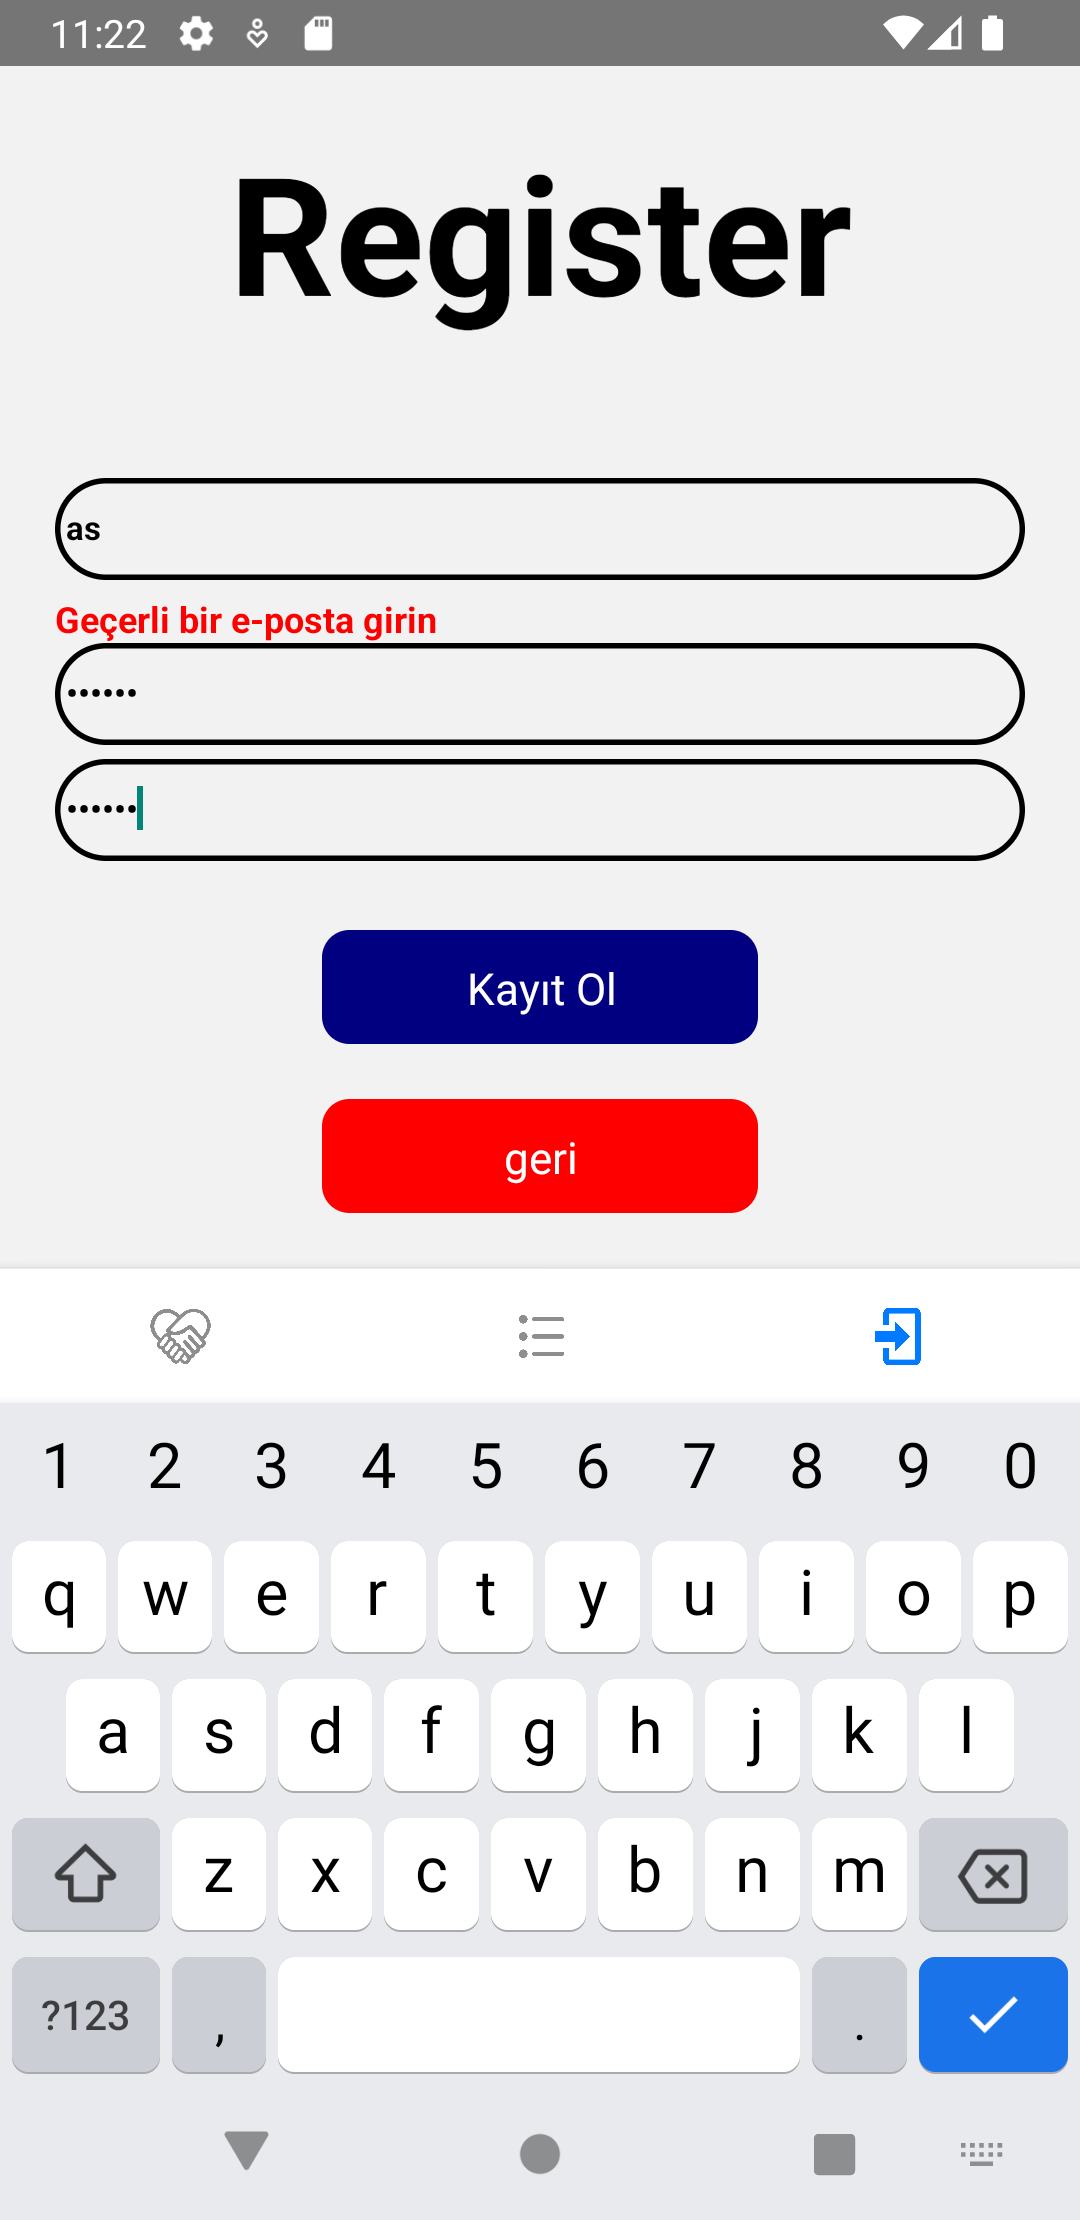 11:22
Register
as
Geçerli bir e-posta girin
••••••
••••••
Kayıt Ol
geri
1 2 3 4 5 6 7 8 9 0
q w e r t y u i o p
a s d f g h j k l
z x c v b n m
?123 , .